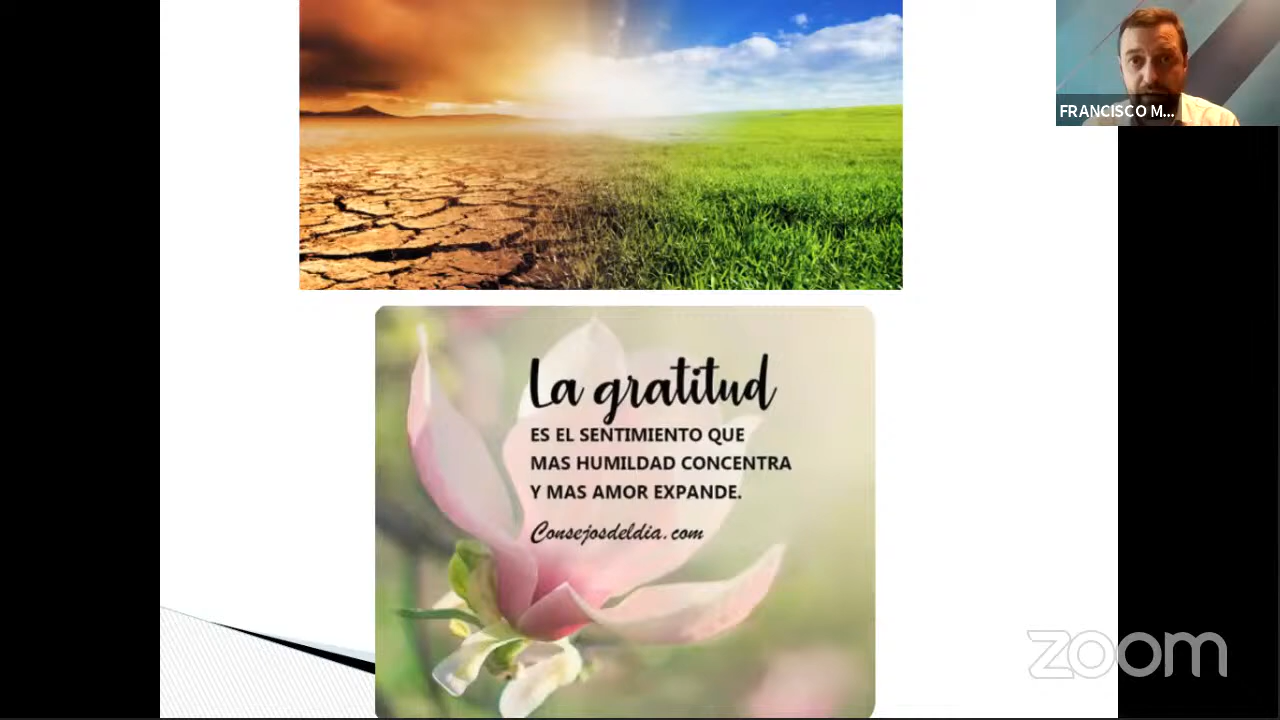 FRANCISCO M...
La gratitud
ES EL SENTIMIENTO QUE
MAS HUMILDAD CONCENTRA
Y MAS AMOR EXPANDE.
Consejosdeldia.com
zoom